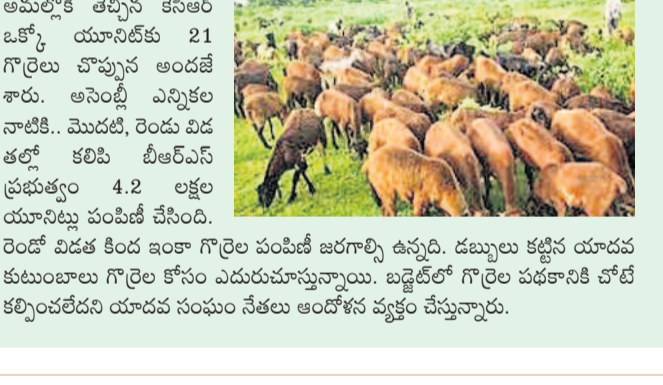 అమల్లోకి తెచ్చిన కేసీఆర్
ఒక్కో యూనిట్‌కు 21
గొర్రెలు చొప్పున అందజే
శారు. అసెంబ్లీ ఎన్నికల
నాటికి.. మొదటి, రెండు విడ
తల్లో కలిపి బీఆర్ఎస్
ప్రభుత్వం 4.2 లక్షల
యూనిట్లు పంపిణీ చేసింది.
రెండో విడత కింద ఇంకా గొర్రెల పంపిణీ జరగాల్సి ఉన్నది. డబ్బులు కట్టిన యాదవ
కుటుంబాలు గొర్రెల కోసం ఎదురుచూస్తున్నాయి. బడ్జెట్‌లో గొర్రెల పథకానికి చోటే
కల్పించలేదని యాదవ సంఘం నేతలు ఆందోళన వ్యక్తం చేస్తున్నారు.